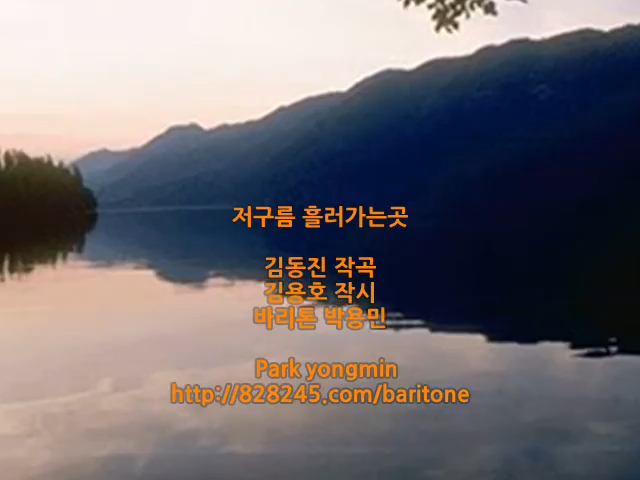 저구름 흘러가는곳
김동진 작곡
김용호 작시
바리톤 박용민
Park yongmin
http://828245.com/baritone